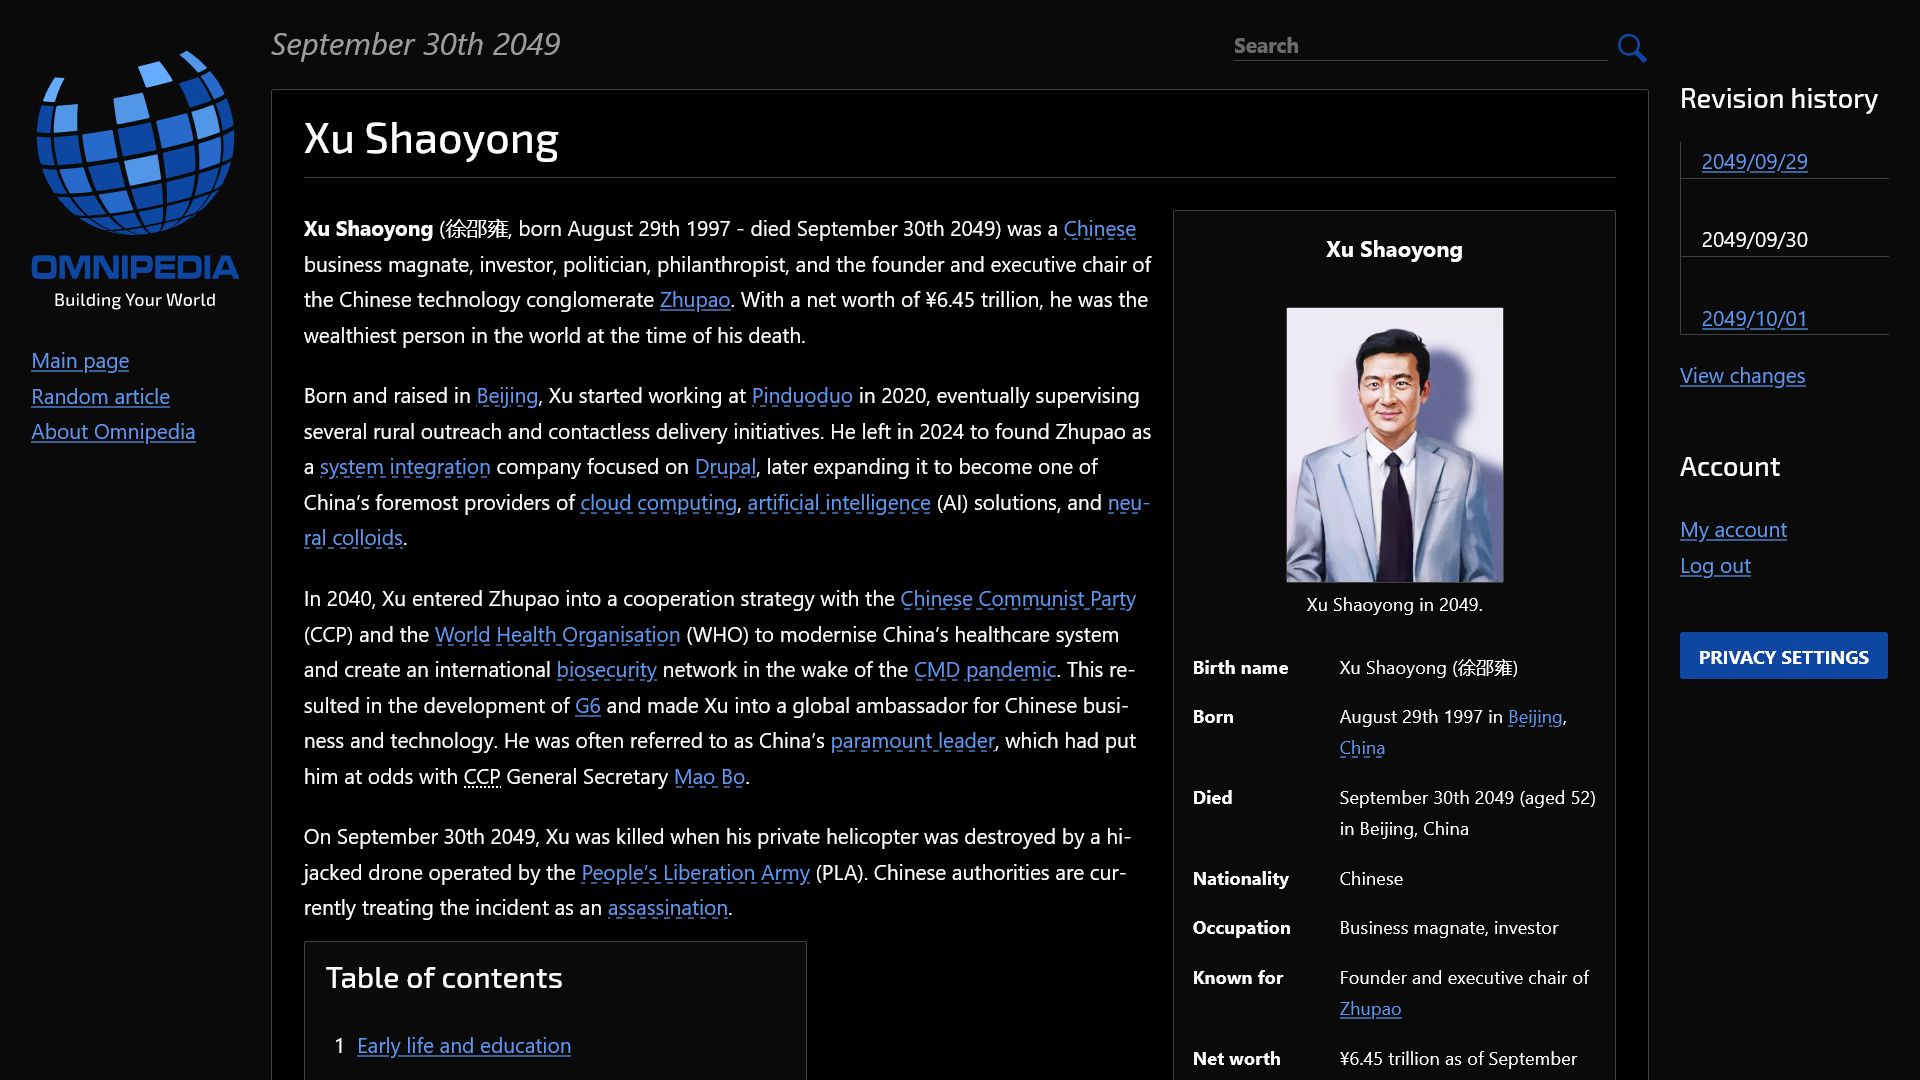 September 30th 2049
Search
OMNIPEDIA
Building Your World
Main page
Random article
About Omnipedia
Xu Shaoyong
Xu Shaoyong (徐邵雍, born August 29th 1997 - died September 30th 2049) was a Chinese
business magnate, investor, politician, philanthropist, and the founder and executive chair of
the Chinese technology conglomerate Zhupao. With a net worth of ¥6.45 trillion, he was the
wealthiest person in the world at the time of his death.
Born and raised in Beijing, Xu started working at Pinduoduo in 2020, eventually supervising
several rural outreach and contactless delivery initiatives. He left in 2024 to found Zhupao as
a system integration company focused on Drupal, later expanding it to become one of
China’s foremost providers of cloud computing, artificial intelligence (AI) solutions, and neu-
ral colloids.
In 2040, Xu entered Zhupao into a cooperation strategy with the Chinese Communist Party
(CCP) and the World Health Organisation (WHO) to modernise China’s healthcare system
and create an international biosecurity network in the wake of the CMD pandemic. This re-
sulted in the development of G6 and made Xu into a global ambassador for Chinese busi-
ness and technology. He was often referred to as China’s paramount leader, which had put
him at odds with CCP General Secretary Mao Bo.
On September 30th 2049, Xu was killed when his private helicopter was destroyed by a hi-
jacked drone operated by the People’s Liberation Army (PLA). Chinese authorities are cur-
rently treating the incident as an assassination.
Table of contents
1 Early life and education
Xu Shaoyong
Xu Shaoyong in 2049.
Birth name Xu Shaoyong (徐邵雍)
Born August 29th 1997 in Beijing,
China
Died September 30th 2049 (aged 52)
in Beijing, China
Nationality Chinese
Occupation Business magnate, investor
Known for Founder and executive chair of
Zhupao
Net worth ¥6.45 trillion as of September
Revision history
2049/09/29
2049/09/30
2049/10/01
View changes
Account
My account
Log out
PRIVACY SETTINGS